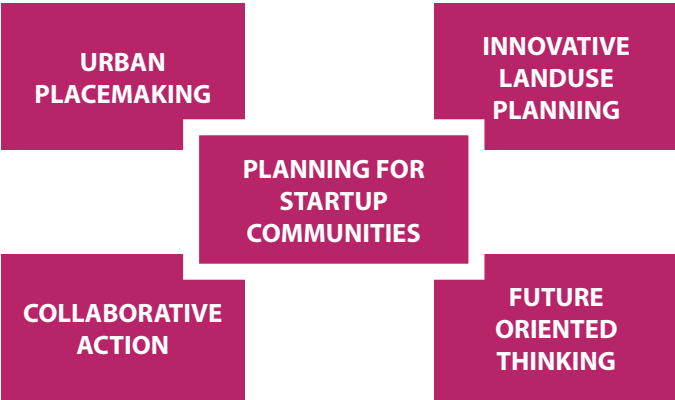 URBAN
PLACEMAKING
INNOVATIVE
LANDUSE
PLANNING
PLANNING FOR
STARTUP
COMMUNITIES
COLLABORATIVE
ACTION
FUTURE
ORIENTED
THINKING